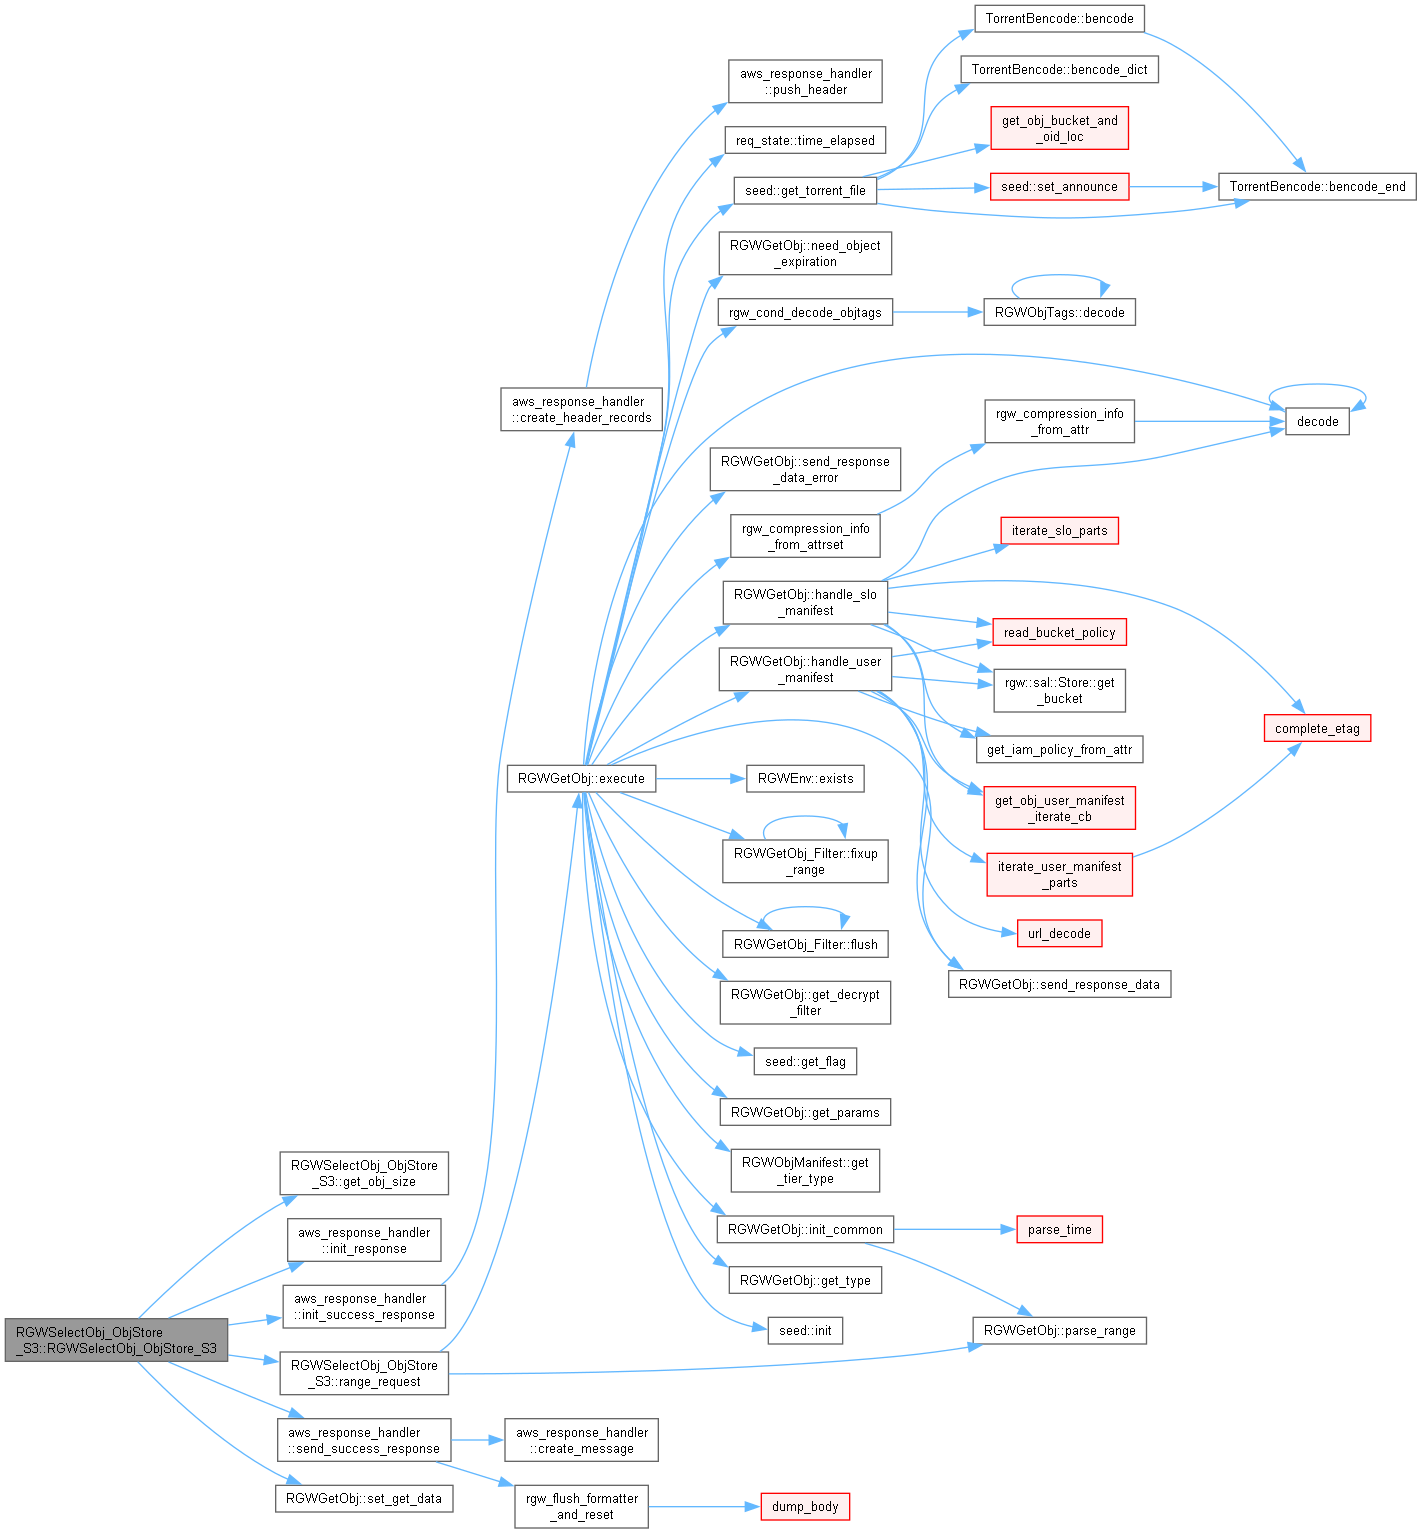 TorrentBencode::bencode
aws_response_handler
::push_header
TorrentBencode::bencode_dict
get_obj_bucket_and
_oid_loc
req_state::time_elapsed
seed::get_torrent_file
seed::set_announce
TorrentBencode::bencode_end
RGWGetObj::need_object
_expiration
rgw_cond_decode_objtags
RGWObjTags::decode
aws_response_handler
::create_header_records
rgw_compression_info
_from_attr
decode
RGWGetObj::send_response
_data_error
rgw_compression_info
_from_attrset
iterate_slo_parts
RGWGetObj::handle_slo
_manifest
read_bucket_policy
RGWGetObj::handle_user
_manifest
rgw::sal::Store::get
_bucket
complete_etag
get_iam_policy_from_attr
RGWGetObj::execute
RGWEnv::exists
get_obj_user_manifest
_iterate_cb
RGWGetObj_Filter::fixup
_range
iterate_user_manifest
_parts
RGWGetObj_Filter::flush
url_decode
RGWGetObj::send_response_data
RGWGetObj::get_decrypt
_filter
seed::get_flag
RGWGetObj::get_params
RGWObjManifest::get
_tier_type
RGWSelectObj_ObjStore
_S3::get_obj_size
RGWGetObj::init_common
parse_time
aws_response_handler
::init_response
RGWGetObj::get_type
aws_response_handler
::init_success_response
seed::init
RGWGetObj::parse_range
RGWSelectObj_ObjStore
_S3::RGWSelectObj_ObjStore_S3
RGWSelectObj_ObjStore
_S3::range_request
aws_response_handler
::send_success_response
aws_response_handler
::create_message
RGWGetObj::set_get_data
rgw_flush_formatter
_and_reset
dump_body